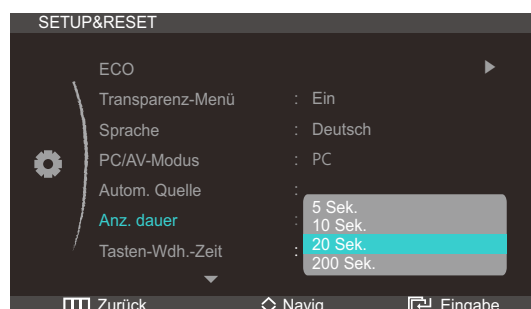 SETUP&RESET
ECO
Transparenz-Menü : Ein
Sprache : Deutsch
PC/AV-Modus : PC
Autom. Quelle :
Anz. dauer :
5 Sek.
10 Sek.
20 Sek.
200 Sek.
Tasten-Wdh.-Zeit :
Zurück Navig. Eingabe